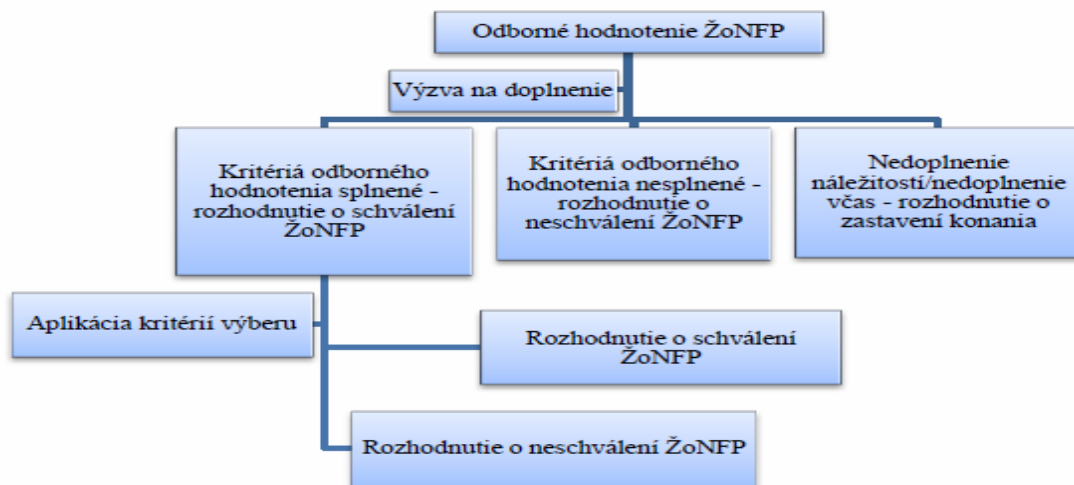 Odborné hodnotenie ŽoNFP
Výzva na doplnenie
Kritériá odborného
hodnotenia splnené -
rozhodnutie o schválení
ŽoNFP
Kritériá odborného
hodnotenia nesplnené -
rozhodnutie o
neschválení ŽoNFP
Nedoplnenie
náležitostí/nedoplnenie
včas - rozhodnutie o
zastavení konania
Aplikácia kritérií výberu
Rozhodnutie o schválení
ŽoNFP
Rozhodnutie o neschválení ŽoNFP